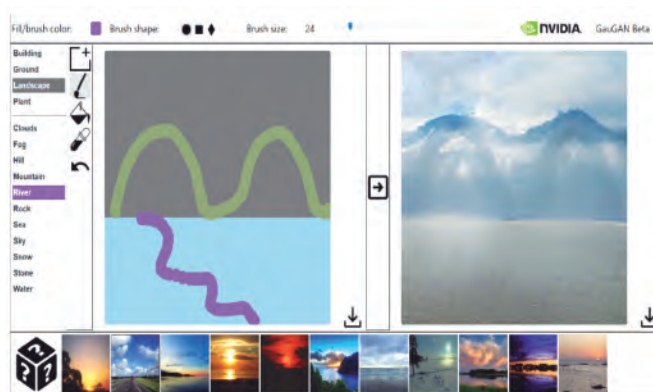 Fill/brush color: Brush shape: Brush size: 24 NVIDIA. GauGAN Beta
Building
Ground
Landscape
Plant
Clouds
Fog
Hill
Mountain
River
Rock
Sea
Sky
Snow
Stone
Water
? ? ?